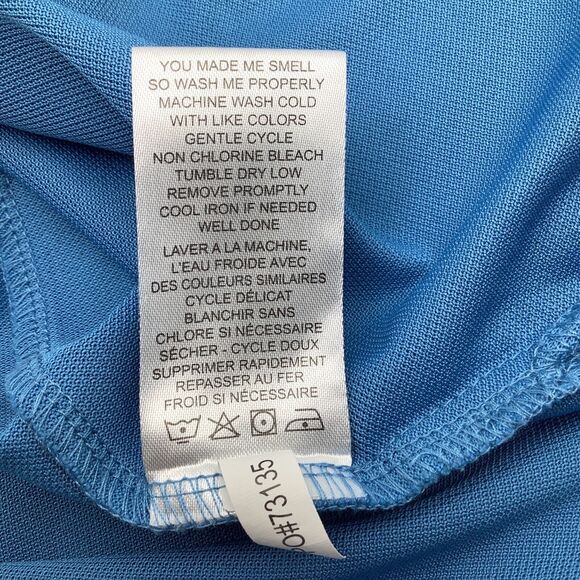 YOU MADE ME SMELL
SO WASH ME PROPERLY
MACHINE WASH COLD
WITH LIKE COLORS
GENTLE CYCLE
NON CHLORINE BLEACH
TUMBLE DRY LOW
REMOVE PROMPTLY
COOL IRON IF NEEDED
WELL DONE
LAVER A LA MACHINE,
L'EAU FROIDE AVEC
DES COULEURS SIMILAIRES
CYCLE DÉLICAT
BLANCHIR SANS
CHLORE SI NÉCESSAIRE
SÉCHER - CYCLE DOUX
SUPPRIMER RAPIDEMENT
REPASSER AU FER
FROID SI NÉCESSAIRE
O#73135